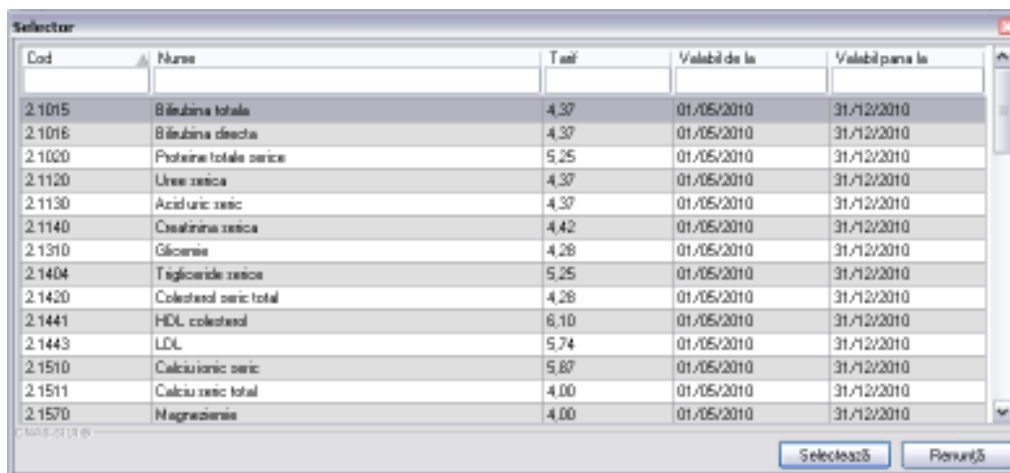 Selector
Cod Nume Tarif Valabil de la Valabil pana la
2.1015 Bilirubina totala 4,37 01/05/2010 31/12/2010
2.1016 Bilirubina directa 4,37 01/05/2010 31/12/2010
2.1020 Proteine totale serice 5,25 01/05/2010 31/12/2010
2.1120 Uree serica 4,37 01/05/2010 31/12/2010
2.1130 Acid uric seric 4,37 01/05/2010 31/12/2010
2.1140 Creatinina serica 4,42 01/05/2010 31/12/2010
2.1310 Glicemie 4,28 01/05/2010 31/12/2010
2.1404 Trigliceride serice 5,25 01/05/2010 31/12/2010
2.1420 Colesterol seric total 4,28 01/05/2010 31/12/2010
2.1441 HDL colesterol 6,10 01/05/2010 31/12/2010
2.1443 LDL 5,74 01/05/2010 31/12/2010
2.1510 Calciu ionic seric 5,87 01/05/2010 31/12/2010
2.1511 Calciu seric total 4,00 01/05/2010 31/12/2010
2.1570 Magneziemie 4,00 01/05/2010 31/12/2010
Selectează Renunță